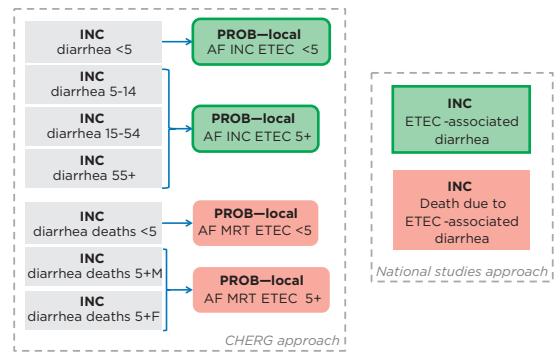 INC
diarrhea <5
PROB—local
AF INC ETEC <5
INC
diarrhea 5-14
INC
diarrhea 15-54
INC
diarrhea 55+
PROB—local
AF INC ETEC 5+
INC
diarrhea deaths <5
PROB—local
AF MRT ETEC <5
INC
diarrhea deaths 5+M
INC
diarrhea deaths 5+F
PROB—local
AF MRT ETEC 5+
CHERG approach
INC
ETEC-associated
diarrhea
INC
Death due to
ETEC-associated
diarrhea
National studies approach